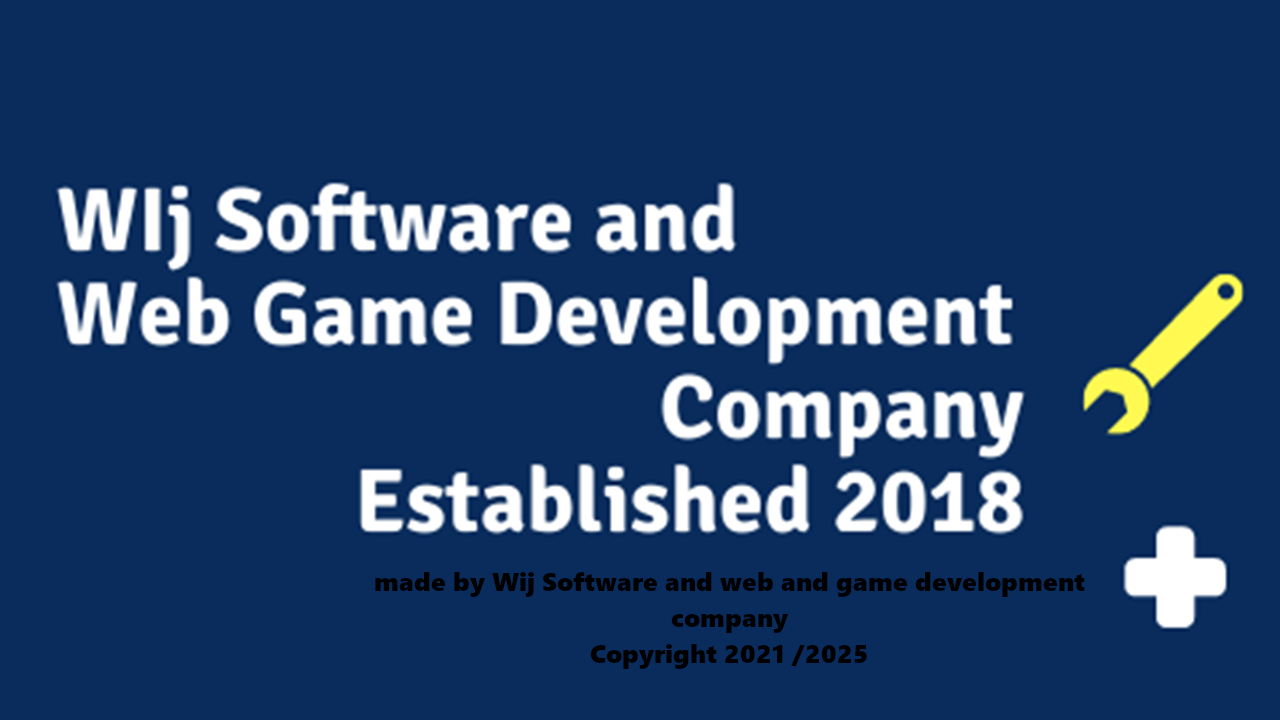 WIj Software and
Web Game Development
Company
Established 2018
made by Wij Software and web and game development
company
Copyright 2021 /2025